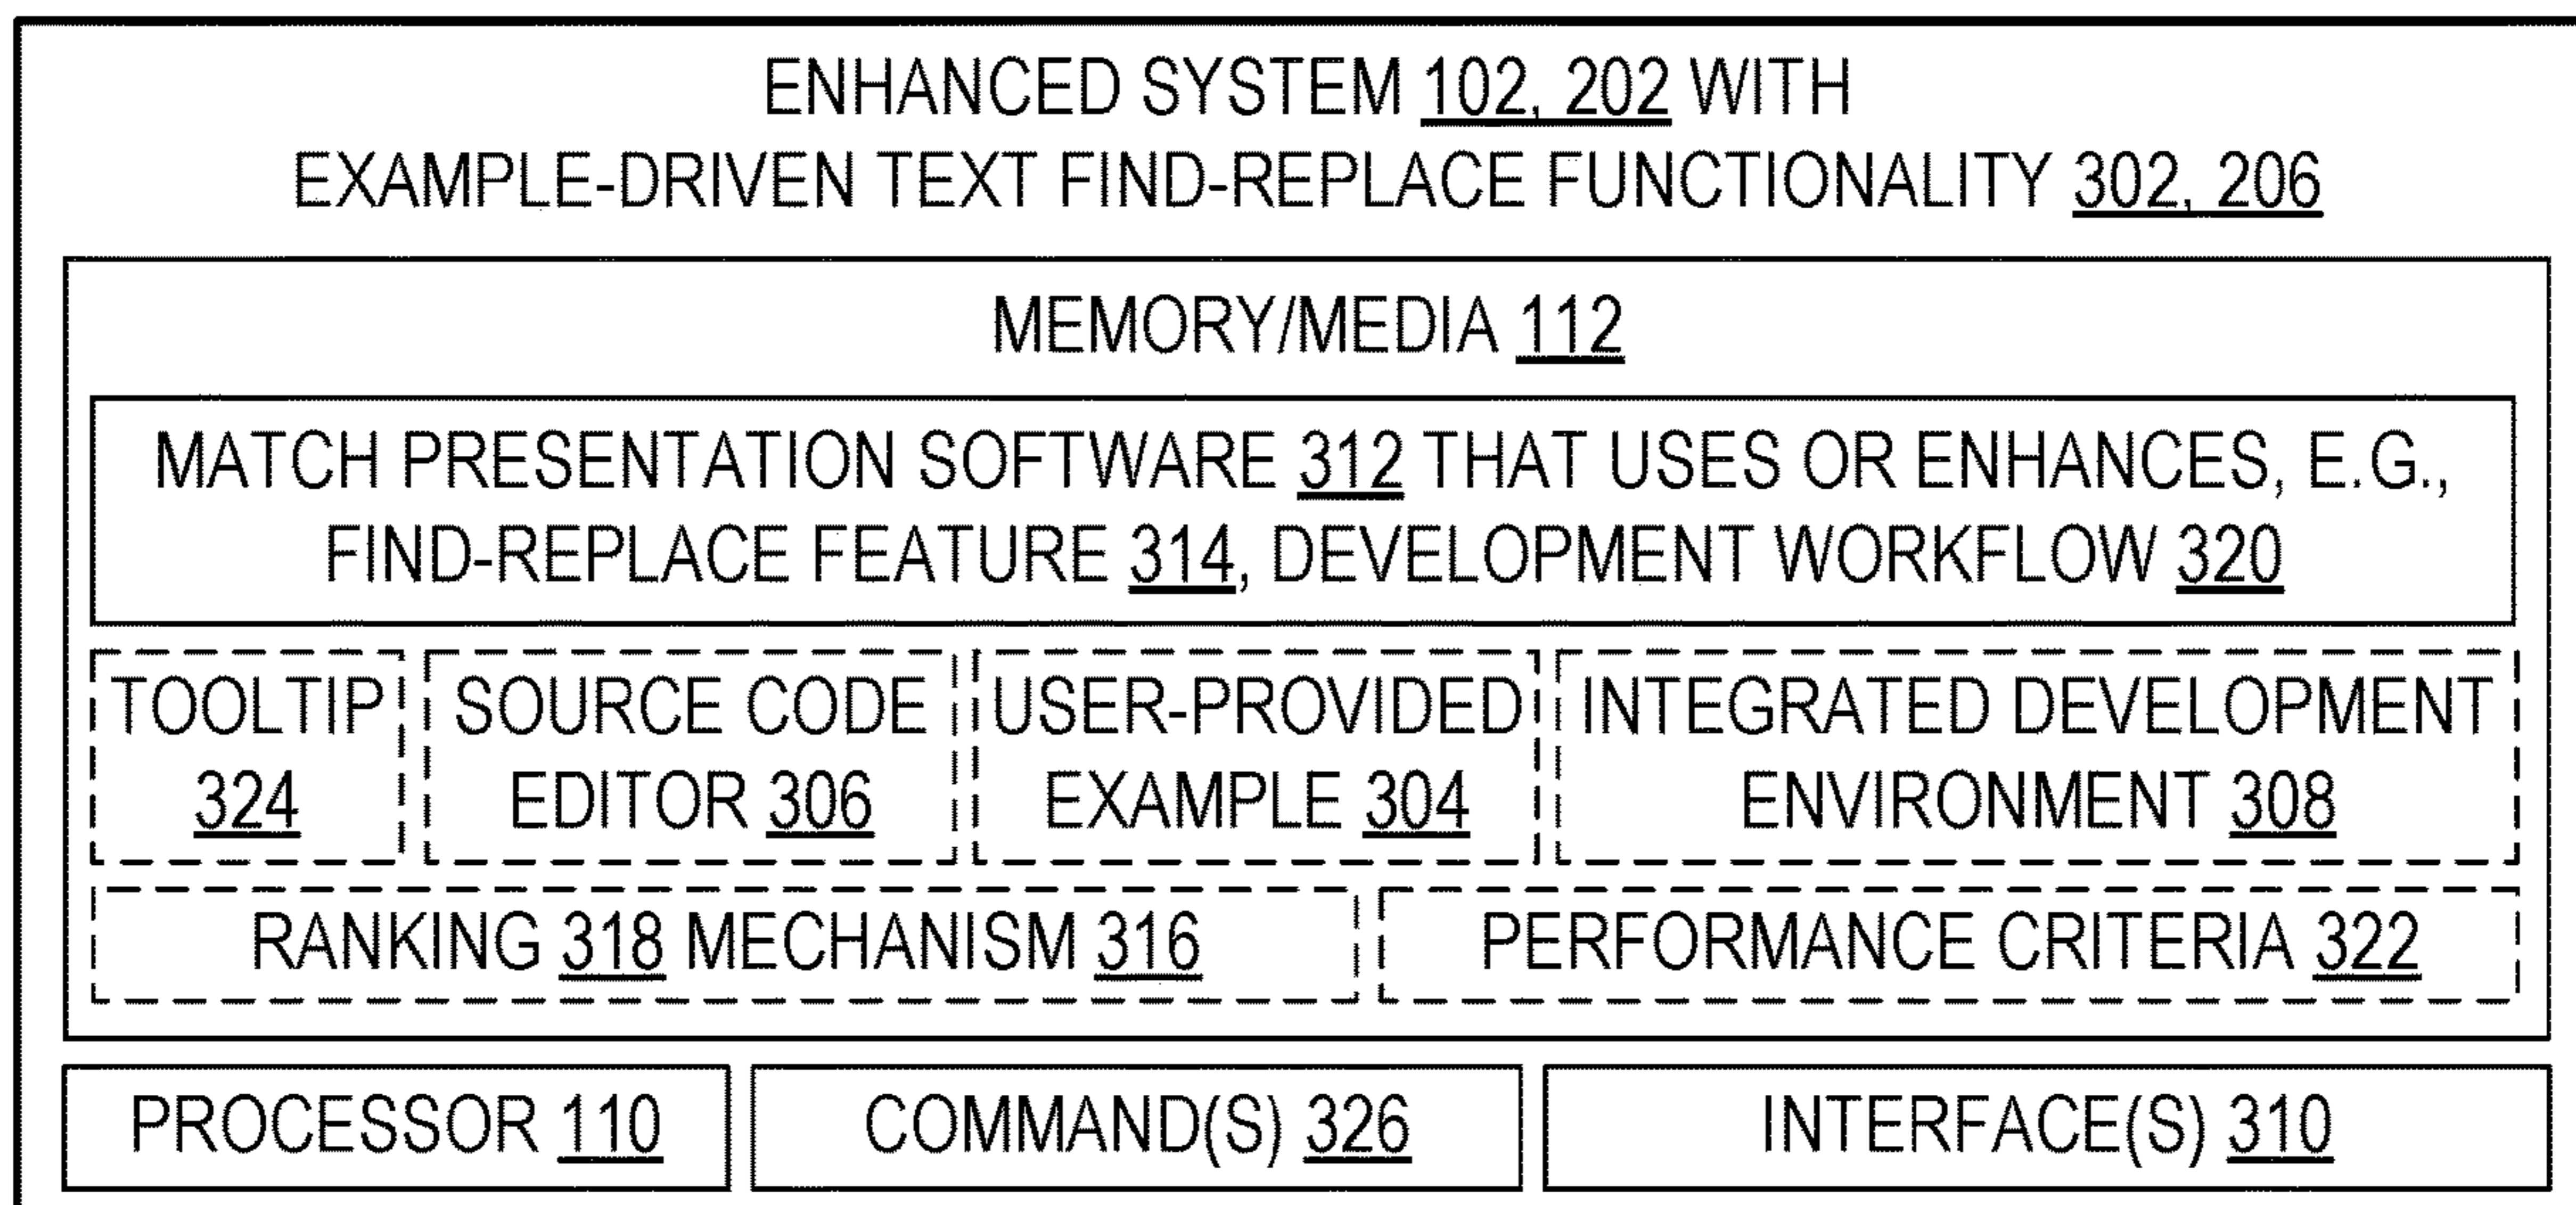 ENHANCED SYSTEM 102, 202 WITH
EXAMPLE-DRIVEN TEXT FIND-REPLACE FUNCTIONALITY 302, 206
MEMORY/MEDIA 112
MATCH PRESENTATION SOFTWARE 312 THAT USES OR ENHANCES, E.G.,
FIND-REPLACE FEATURE 314, DEVELOPMENT WORKFLOW 320
TOOLTIP
324
SOURCE CODE
EDITOR 306
USER-PROVIDED
EXAMPLE 304
INTEGRATED DEVELOPMENT
ENVIRONMENT 308
RANKING 318 MECHANISM 316
PERFORMANCE CRITERIA 322
PROCESSOR 110
COMMAND(S) 326
INTERFACE(S) 310